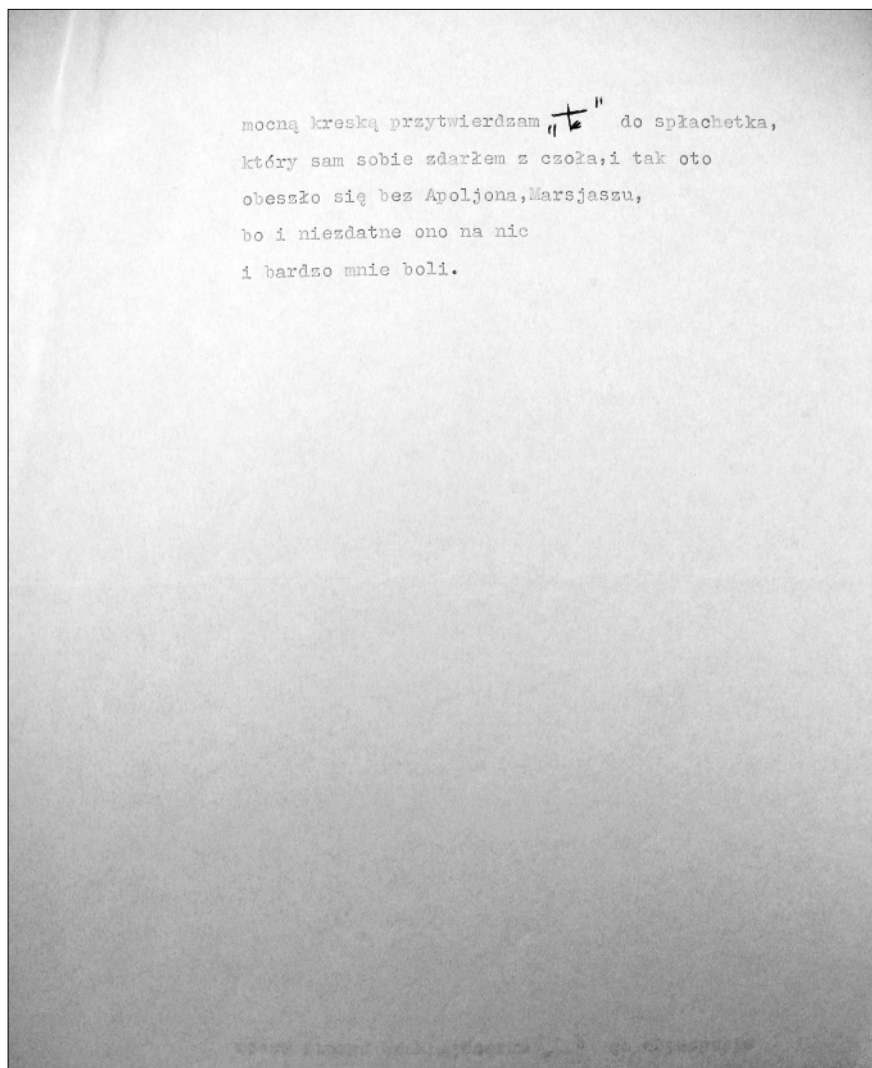 mocną kreską przytwierdzam „t” do spłachetka,
który sam sobie zdarłem z czoła,i tak oto
obeszło się bez Apoljona,Marsjaszu,
bo i niezdatne ono na nic
i bardzo mnie boli.